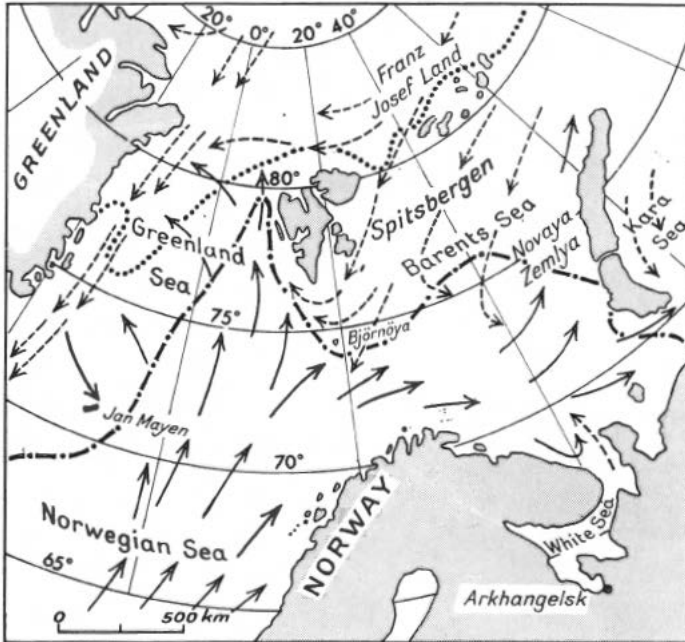 20° 0° 20° 40°
GREENLAND
Franz
Josef Land
80°
Spitsbergen
Greenland
Sea
Barents Sea
Novaya
Zemlya
Kara
Sea
75°
Björnöya
Jan Mayen
70°
Norwegian Sea
NORWAY
White Sea
65°
Arkhangelsk
0 500 km